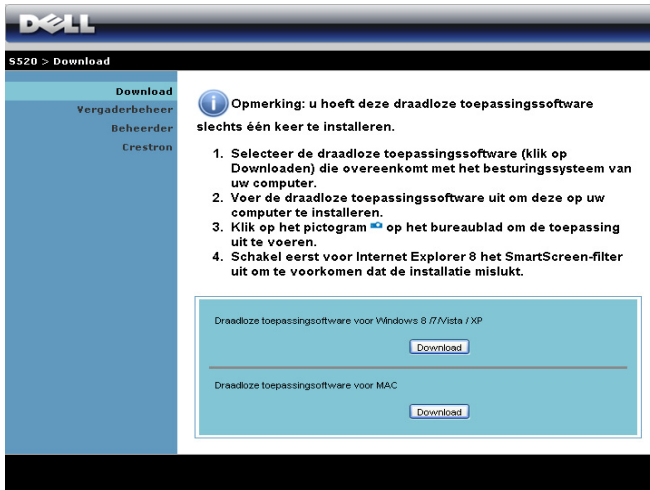 DELL
S520 > Download
Download
Vergaderbeheer
Beheerder
Crestron
Opmerking: u hoeft deze draadloze toepassingssoftware
slechts één keer te installeren.
1. Selecteer de draadloze toepassingssoftware (klik op
Downloaden) die overeenkomt met het besturingssysteem van
uw computer.
2. Voer de draadloze toepassingssoftware uit om deze op uw
computer te installeren.
3. Klik op het pictogram op het bureaublad om de toepassing
uit te voeren.
4. Schakel eerst voor Internet Explorer 8 het SmartScreen-filter
uit om te voorkomen dat de installatie mislukt.
Draadloze toepassingsoftware voor Windows 8 /7/Vista / XP
Download
Draadloze toepassingsoftware voor MAC
Download